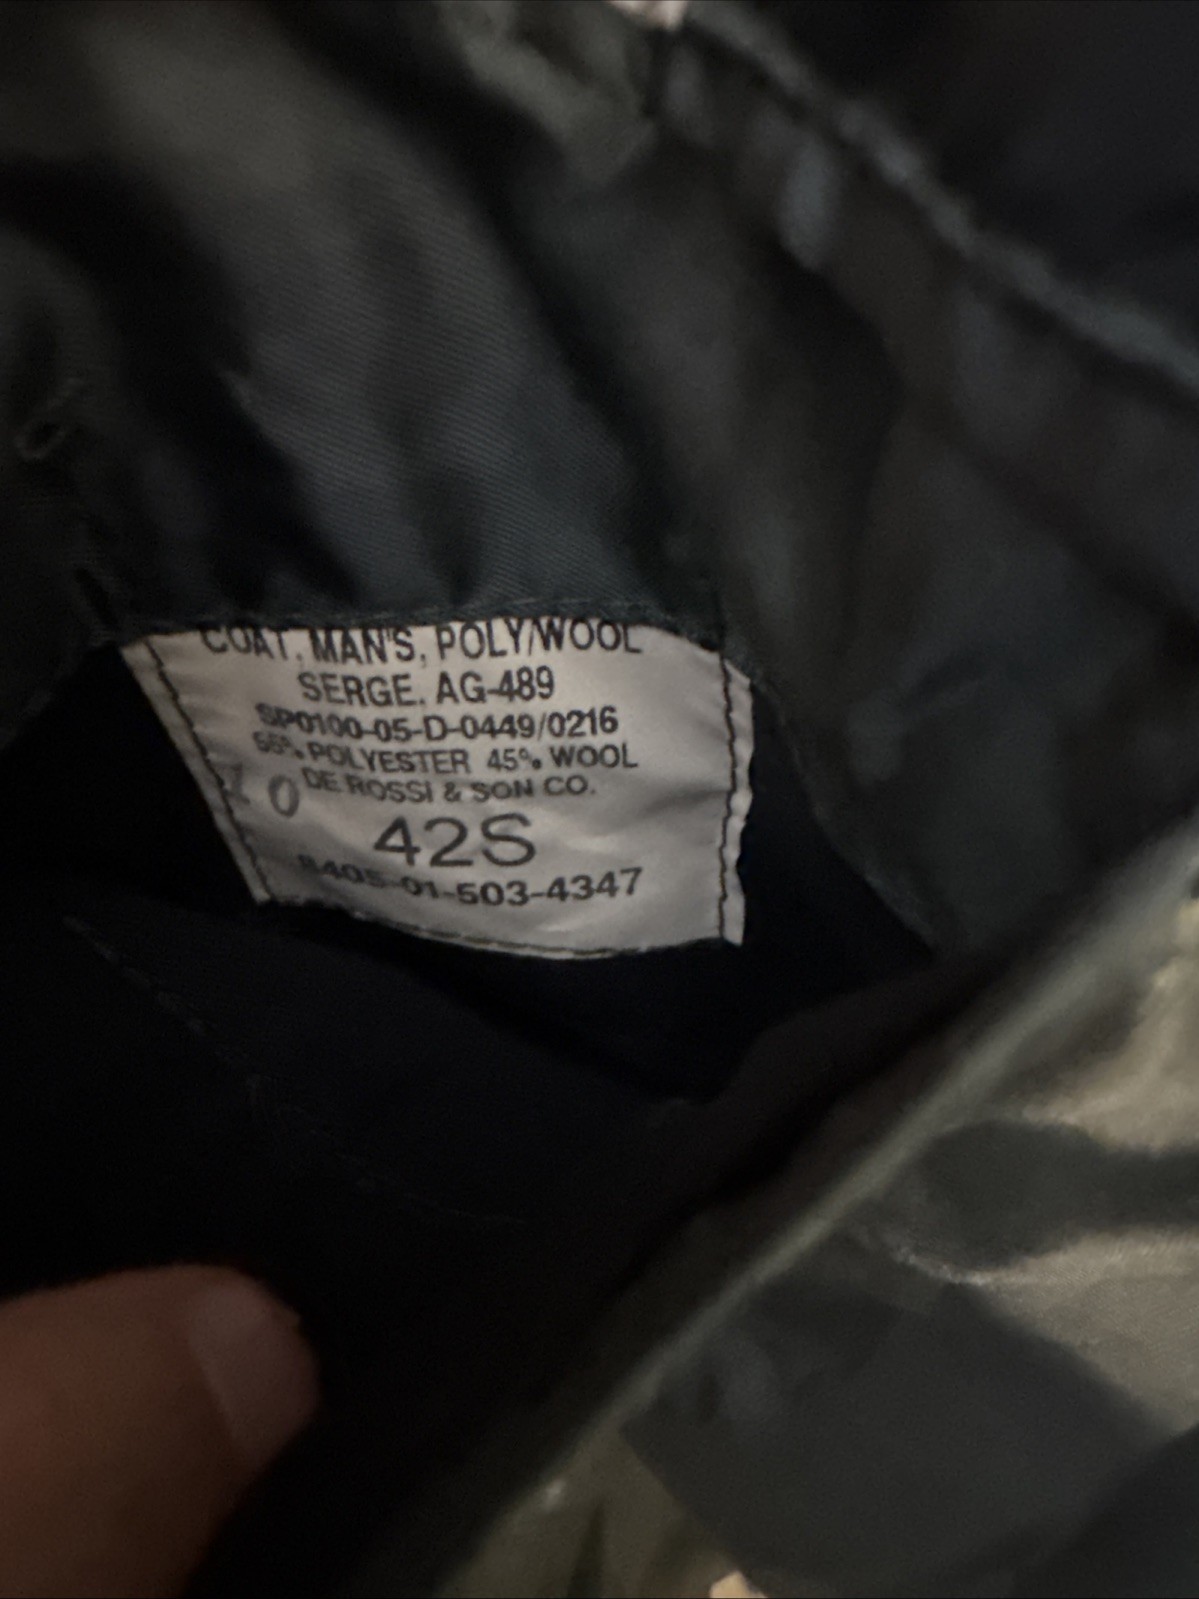 COAT, MAN'S, POLY/WOOL
SERGE. AG-489
SP0100-05-D-0449/0216
55% POLYESTER 45% WOOL
DE ROSSI & SON CO.
42S
8405-01-503-4347